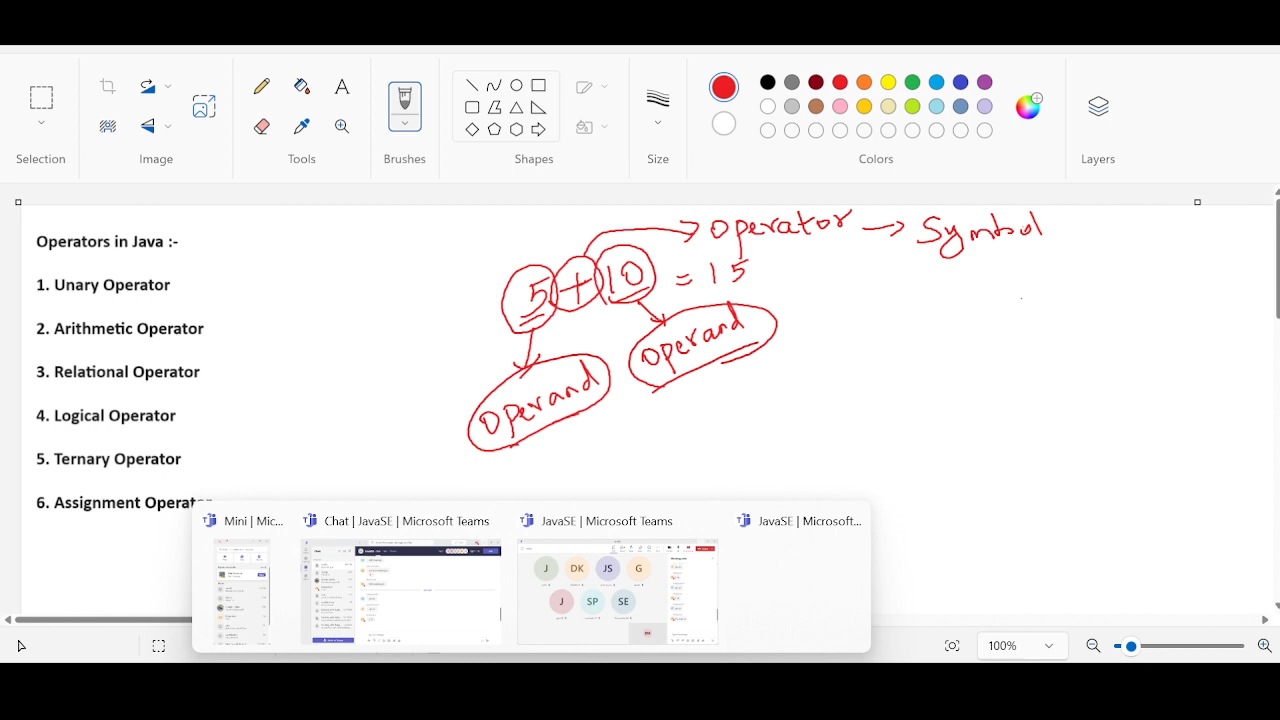 Selection
Image
Tools
Brushes
Shapes
Size
Colors
Layers
Operators in Java :-
1. Unary Operator
2. Arithmetic Operator
3. Relational Operator
4. Logical Operator
5. Ternary Operator
6. Assignment Operator
operator → Symbol
5 + 10 = 15
operand
operand
Mini | Mic...
Chat | JavaSE | Microsoft Teams
JavaSE | Microsoft Teams
JavaSE | Microsoft...
J DK JS G
J SP SE
100%